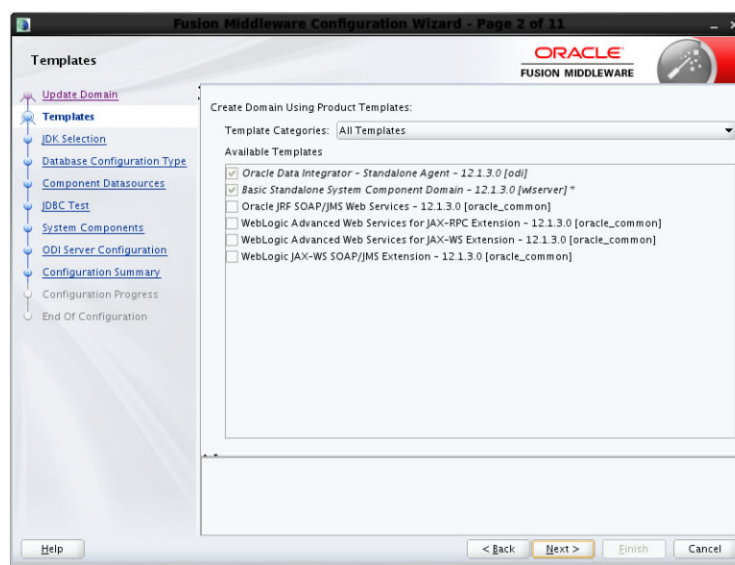 Fusion Middleware Configuration Wizard - Page 2 of 11
Templates
ORACLE
FUSION MIDDLEWARE
Update Domain
Templates
JDK Selection
Database Configuration Type
Component Datasources
JDBC Test
System Components
ODI Server Configuration
Configuration Summary
Configuration Progress
End Of Configuration
Create Domain Using Product Templates:
Template Categories: All Templates
Available Templates
Oracle Data Integrator - Standalone Agent - 12.1.3.0 [odi]
Basic Standalone System Component Domain - 12.1.3.0 [wlserver] *
Oracle JRF SOAP/JMS Web Services - 12.1.3.0 [oracle_common]
WebLogic Advanced Web Services for JAX-RPC Extension - 12.1.3.0 [oracle_common]
WebLogic Advanced Web Services for JAX-WS Extension - 12.1.3.0 [oracle_common]
WebLogic JAX-WS SOAP/JMS Extension - 12.1.3.0 [oracle_common]
Help
< Back
Next >
Finish
Cancel